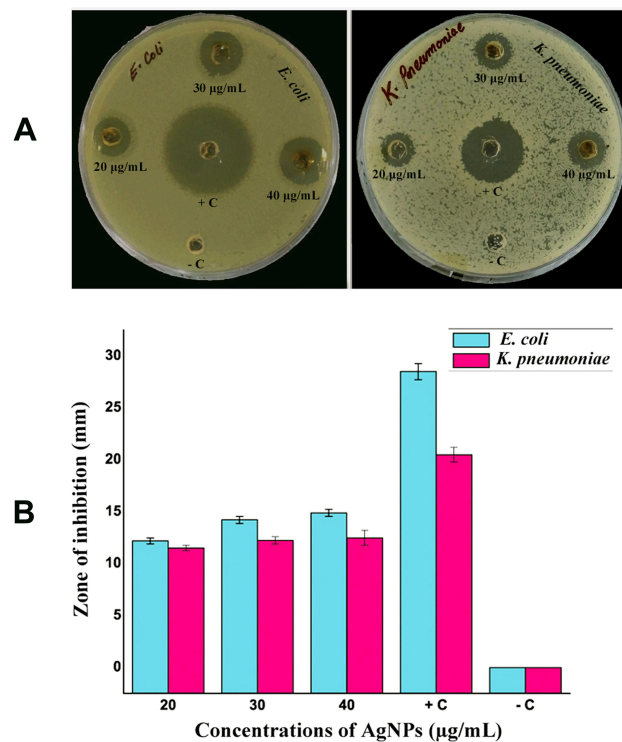 A
E. Coli
E. coli
30 µg/mL
20 µg/mL
40 µg/mL
+ C
- C
K. Pneumoniae
K. pneumoniae
30 µg/mL
20 µg/mL
40 µg/mL
+ C
- C
B
E. coli
K. pneumoniae
Zone of inhibition (mm)
30
25
20
15
10
5
0
20
30
40
+ C
- C
Concentrations of AgNPs (µg/mL)